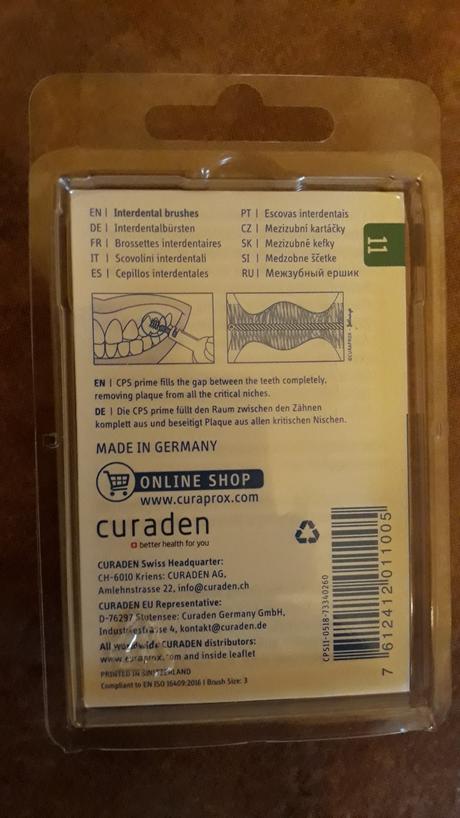 EN | Interdental brushes
DE | Interdentalbürsten
FR | Brossettes interdentaires
IT | Scovolini interdentali
ES | Cepillos interdentales
PT | Escovas interdentais
CZ | Mezizubní kartáčky
SK | Mezizubné kefky
SI | Medzobne ščetke
RU | Межзубный ершик
11
©CURAPROX
EN | CPS prime fills the gap between the teeth completely,
removing plaque from all the critical niches.
DE | Die CPS prime füllt den Raum zwischen den Zähnen
komplett aus und beseitigt Plaque aus allen kritischen Nischen.
MADE IN GERMANY
ONLINE SHOP
www.curaprox.com
curaden
better health for you
CURADEN Swiss Headquarter:
CH-6010 Kriens: CURADEN AG,
Amlehnstrasse 22, info@curaden.ch
CURADEN EU Representative:
D-76297 Stutensee: Curaden Germany GmbH,
Industriestrasse 4, kontakt@curaden.de
All worldwide CURADEN distributors:
www.curaprox.com and inside leaflet
PRINTED IN SWITZERLAND
Compliant to EN ISO 16409:2016 | Brush Size: 3
CPS11-0518-73340260
7 612412 011005